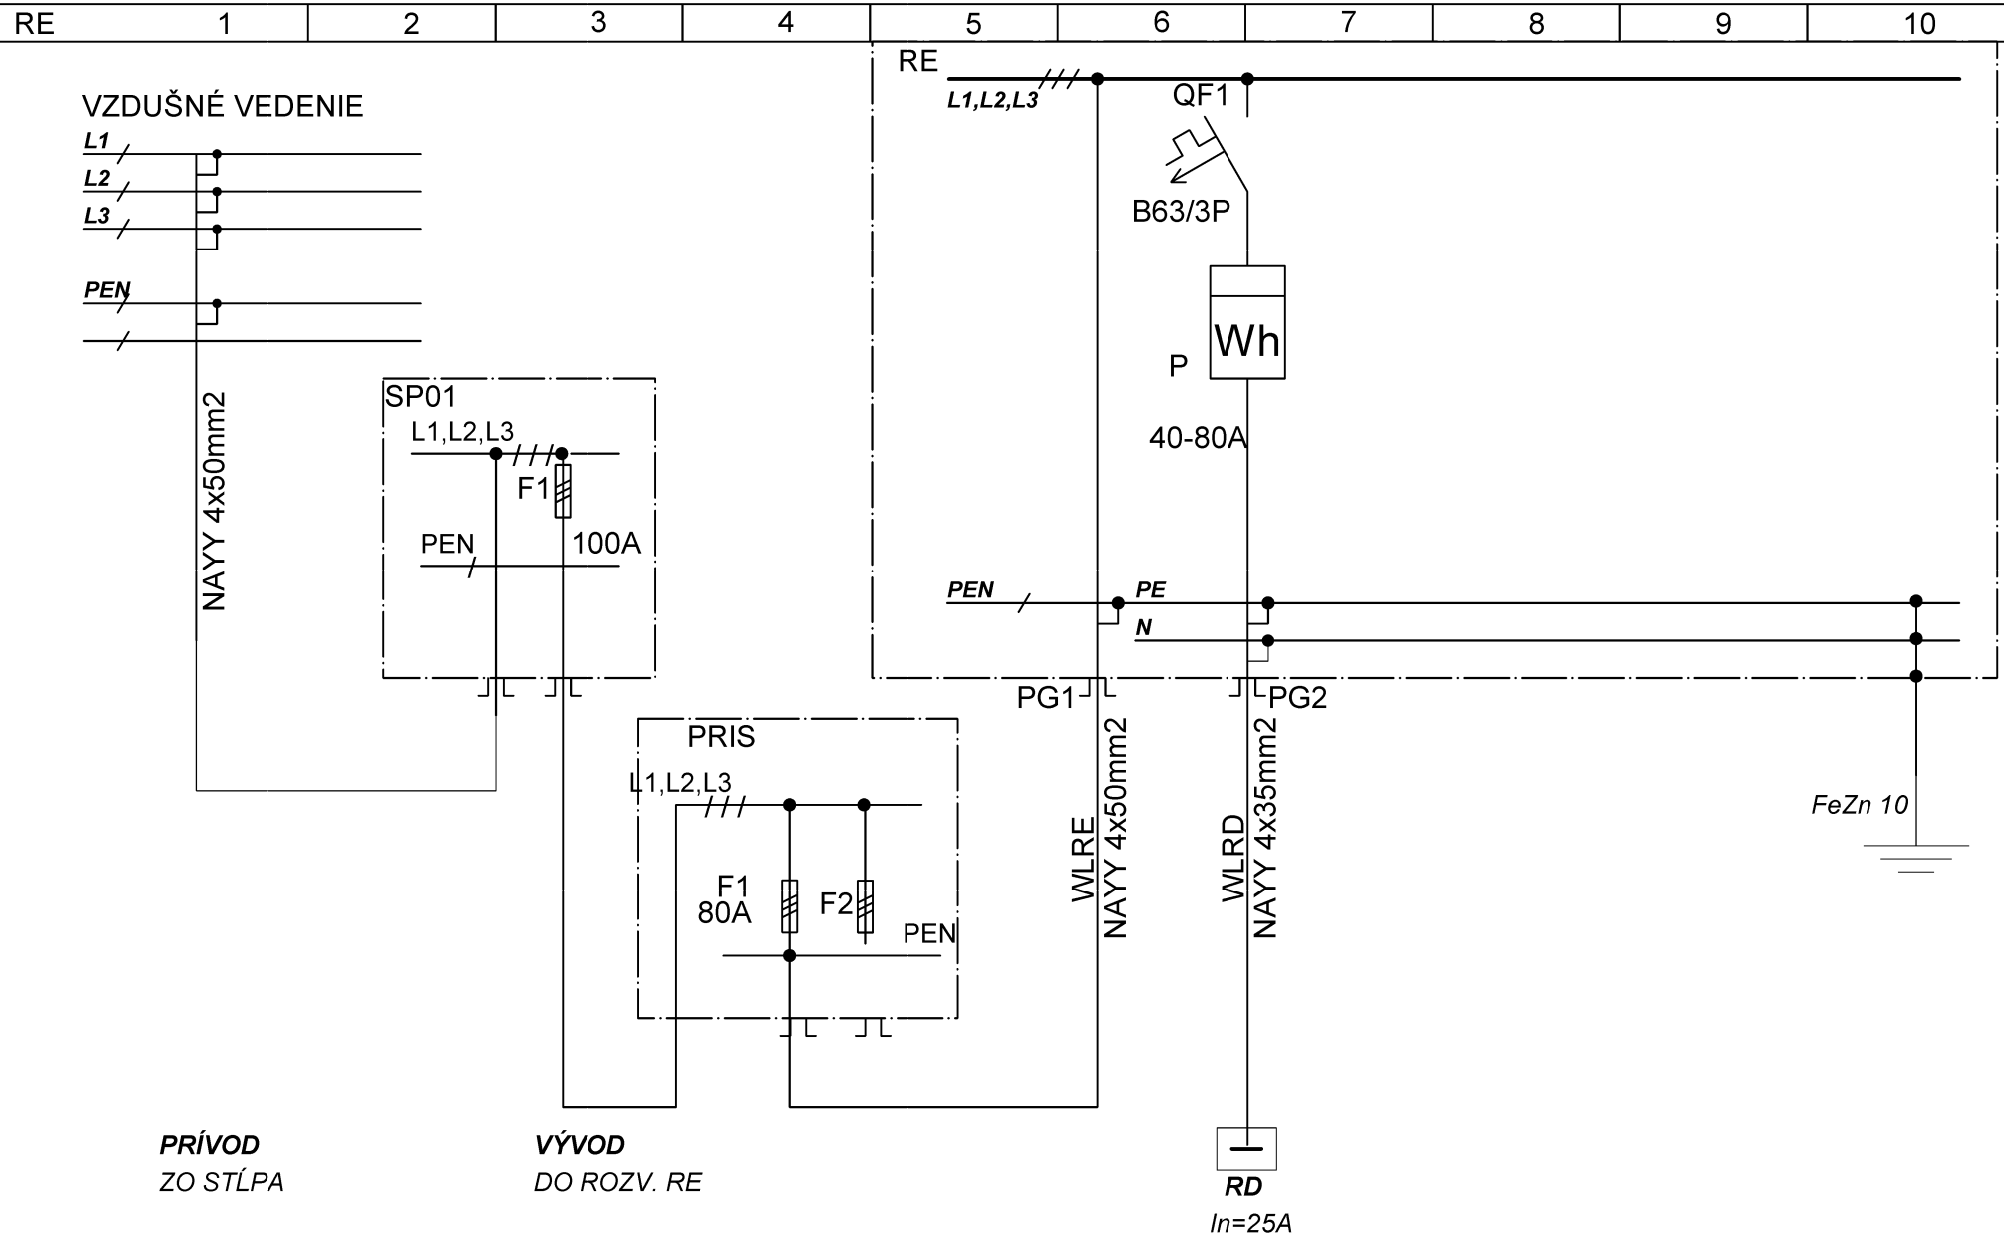 RE 1 2 3 4 5 6 7 8 9 10
VZDUŠNÉ VEDENIE
L1
L2
L3
PEN
NAYY 4x50mm2
SP01
L1,L2,L3
F1
100A
PEN
PRIS
L1,L2,L3
F1
80A
F2
PEN
RE
L1,L2,L3
QF1
B63/3P
Wh
P
40-80A
PEN
PE
N
PG1
PG2
WLRE
NAYY 4x50mm2
WLRD
NAYY 4x35mm2
FeZn 10
PRÍVOD
ZO STĹPA
VÝVOD
DO ROZV. RE
RD
In=25A